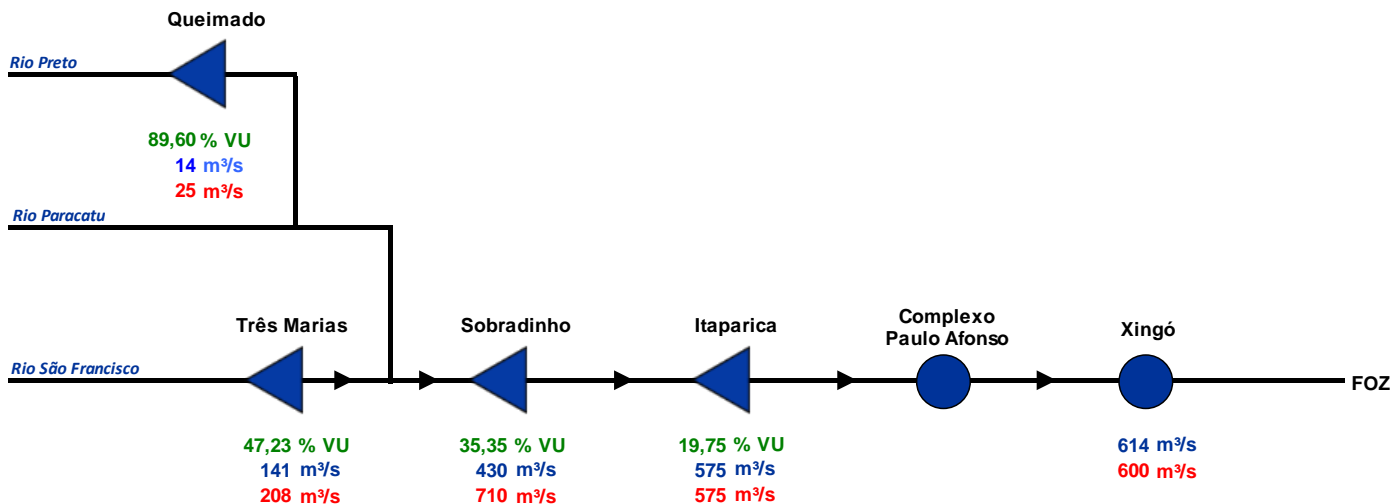 Queimado
Rio Preto
89,60 % VU
14 m³/s
25 m³/s
Rio Paracatu
Três Marias
Sobradinho
Itaparica
Complexo
Paulo Afonso
Xingó
Rio São Francisco
FOZ
47,23 % VU
141 m³/s
208 m³/s
35,35 % VU
430 m³/s
710 m³/s
19,75 % VU
575 m³/s
575 m³/s
614 m³/s
600 m³/s